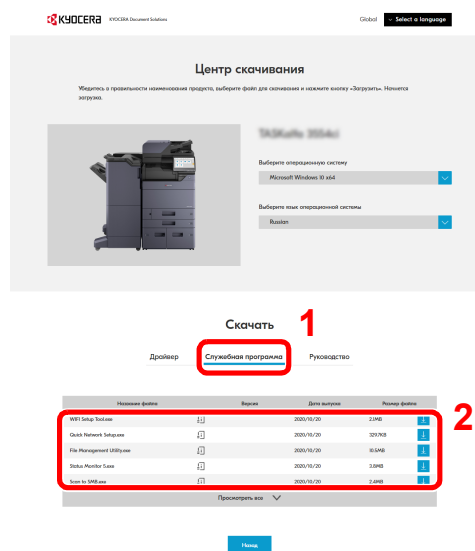 KYOCERA KYOCERA Document Solutions Global Select a language
Центр скачивания
Убедитесь в правильности наименования продукта, выберите файл для скачивания и нажмите кнопку «Загрузить». Начнется
загрузка.
TASKalfa 3554ci
Выберите операционную систему
Microsoft Windows 10 x64
Выберите язык операционной системы
Russian
Скачать
1
Драйвер Служебная программа Руководство
Название файла Версия Дата выпуска Размер файла
2
WIFI Setup Tool.exe 2020/10/20 2.1MB
Quick Network Setup.exe 2020/10/20 329.7KB
File Management Utility.exe 2020/10/20 10.5MB
Status Monitor 5.exe 2020/10/20 3.8MB
Scan to SMB.exe 2020/10/20 2.4MB
Просмотреть все
Назад